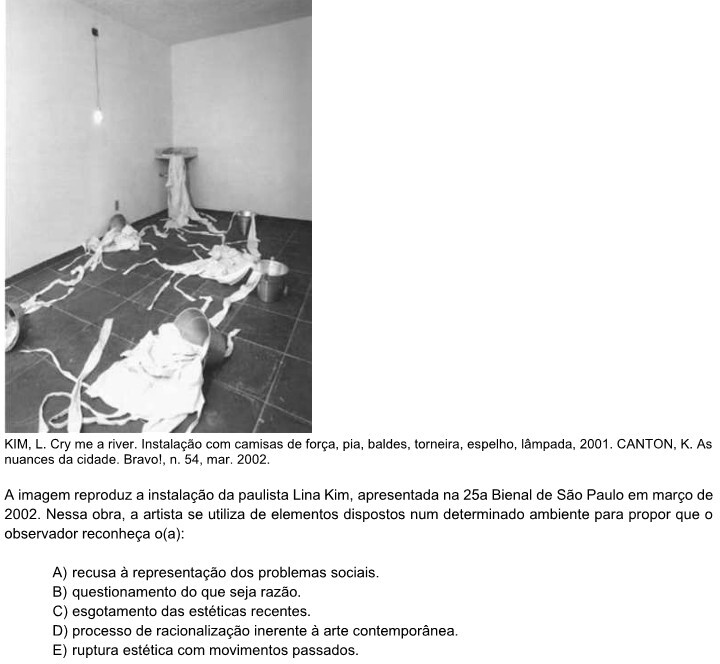 KIM, L. Cry me a river. Instalação com camisas de força, pia, baldes, torneira, espelho, lâmpada, 2001. CANTON, K. As
nuances da cidade. Bravo!, n. 54, mar. 2002.
A imagem reproduz a instalação da paulista Lina Kim, apresentada na 25a Bienal de São Paulo em março de
2002. Nessa obra, a artista se utiliza de elementos dispostos num determinado ambiente para propor que o
observador reconheça o(a):
A) recusa à representação dos problemas sociais.
B) questionamento do que seja razão.
C) esgotamento das estéticas recentes.
D) processo de racionalização inerente à arte contemporânea.
E) ruptura estética com movimentos passados.